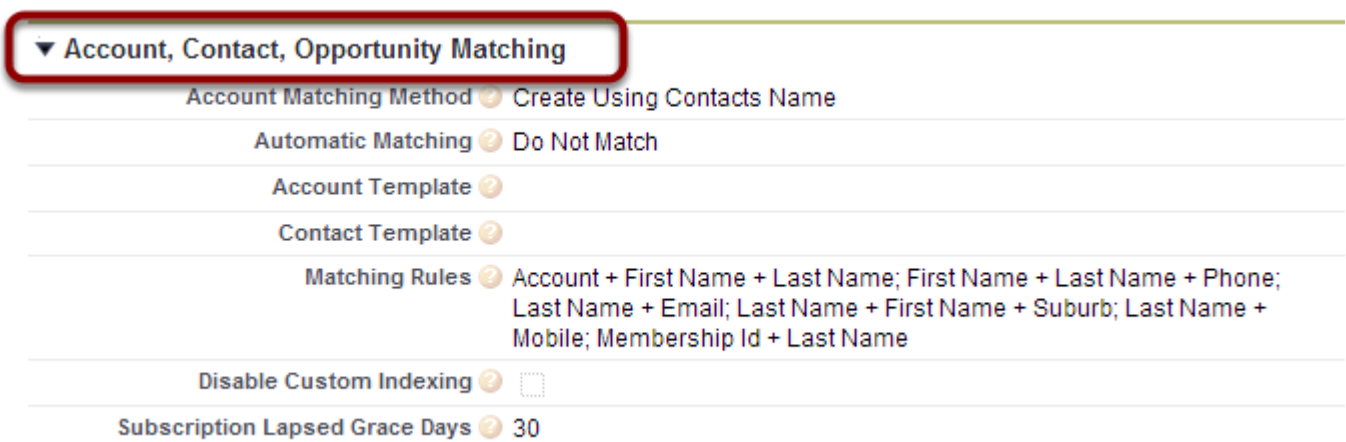 Account, Contact, Opportunity Matching
Account Matching Method ? Create Using Contacts Name
Automatic Matching ? Do Not Match
Account Template ?
Contact Template ?
Matching Rules ? Account + First Name + Last Name; First Name + Last Name + Phone;
Last Name + Email; Last Name + First Name + Suburb; Last Name +
Mobile; Membership Id + Last Name
Disable Custom Indexing ?
Subscription Lapsed Grace Days ? 30